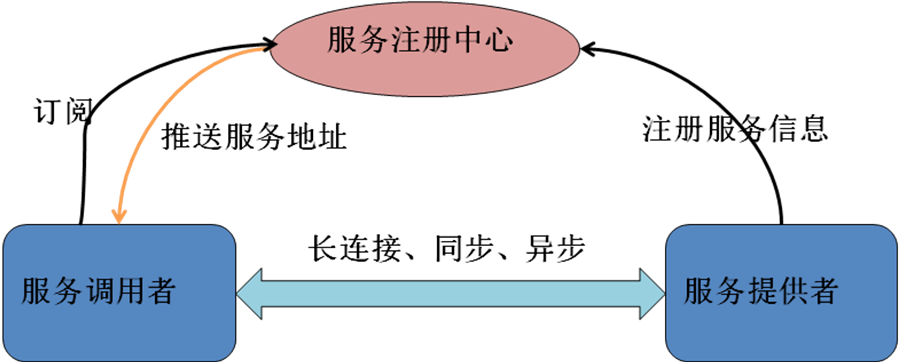 服务注册中心
订阅
推送服务地址
注册服务信息
长连接、同步、异步
服务调用者
服务提供者